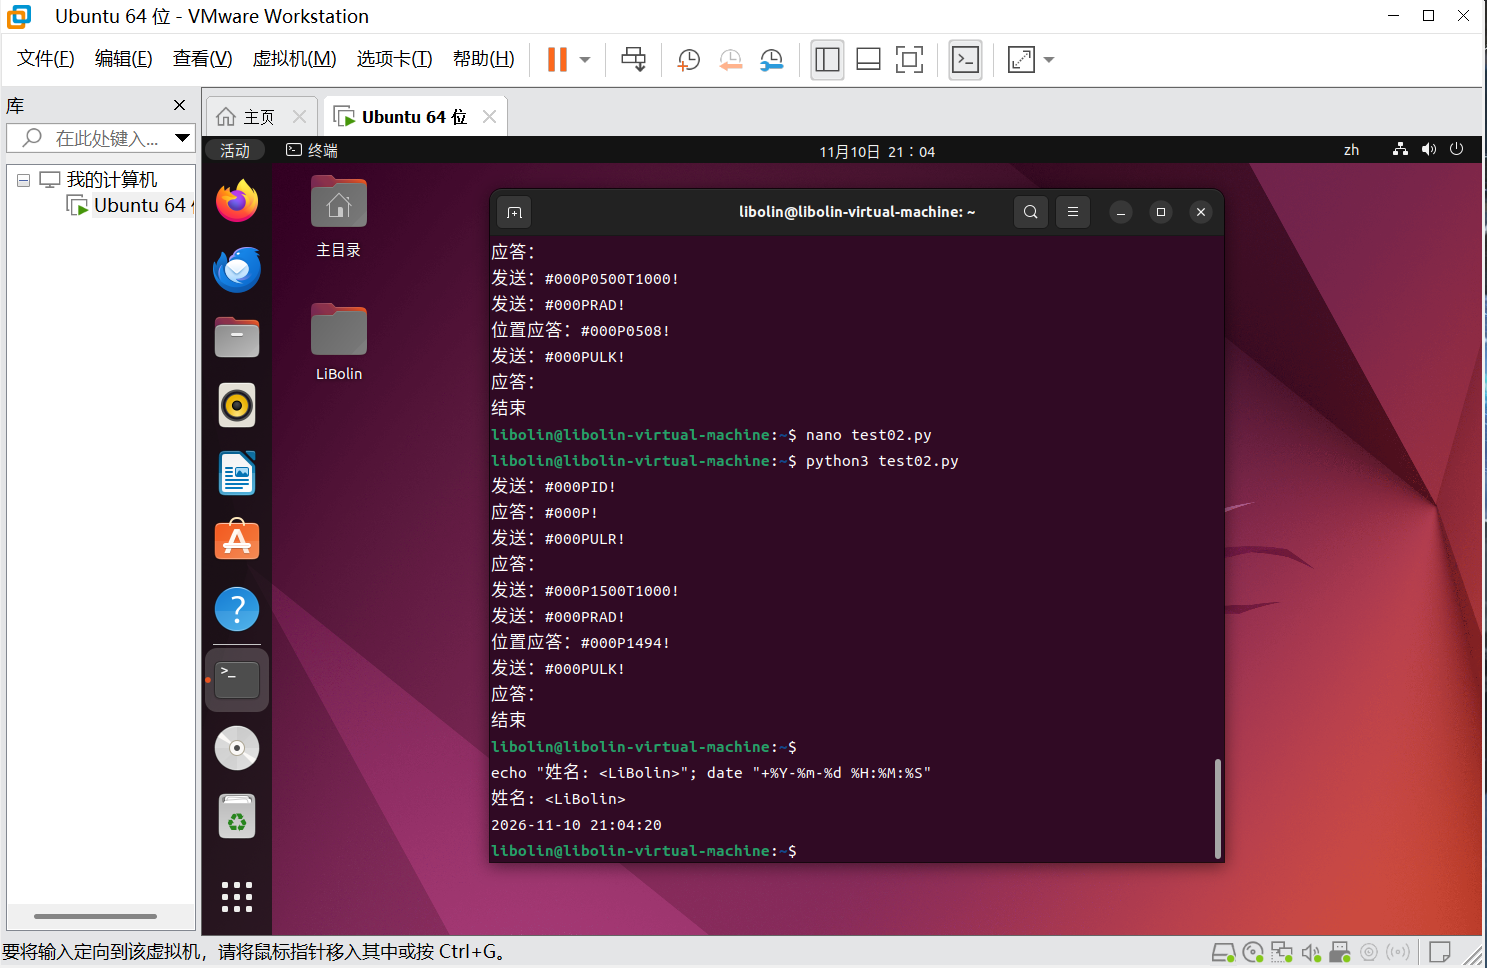 Ubuntu 64 位 - VMware Workstation
文件(F) 编辑(E) 查看(V) 虚拟机(M) 选项卡(T) 帮助(H)
库
在此处键入...
我的计算机
Ubuntu 64
主页
Ubuntu 64 位
活动 终端 11月10日 21：04 zh
主目录
LiBolin
libolin@libolin-virtual-machine: ~
应答：
发送：#000P0500T1000!
发送：#000PRAD!
位置应答：#000P0508!
发送：#000PULK!
应答：
结束
libolin@libolin-virtual-machine:~$ nano test02.py
libolin@libolin-virtual-machine:~$ python3 test02.py
发送：#000PID!
应答：#000P!
发送：#000PULR!
应答：
发送：#000P1500T1000!
发送：#000PRAD!
位置应答：#000P1494!
发送：#000PULK!
应答：
结束
libolin@libolin-virtual-machine:~$
echo "姓名: <LiBolin>"; date "+%Y-%m-%d %H:%M:%S"
姓名: <LiBolin>
2026-11-10 21:04:20
libolin@libolin-virtual-machine:~$
要将输入定向到该虚拟机，请将鼠标指针移入其中或按 Ctrl+G。